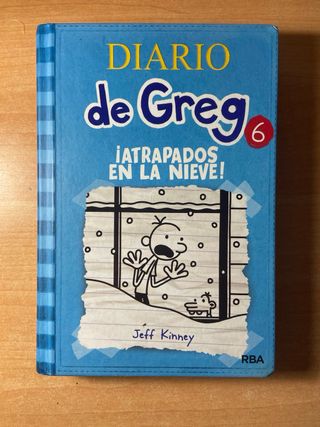 DIARIO
de Greg 6
¡ATRAPADOS
EN LA NIEVE!
Jeff Kinney
RBA